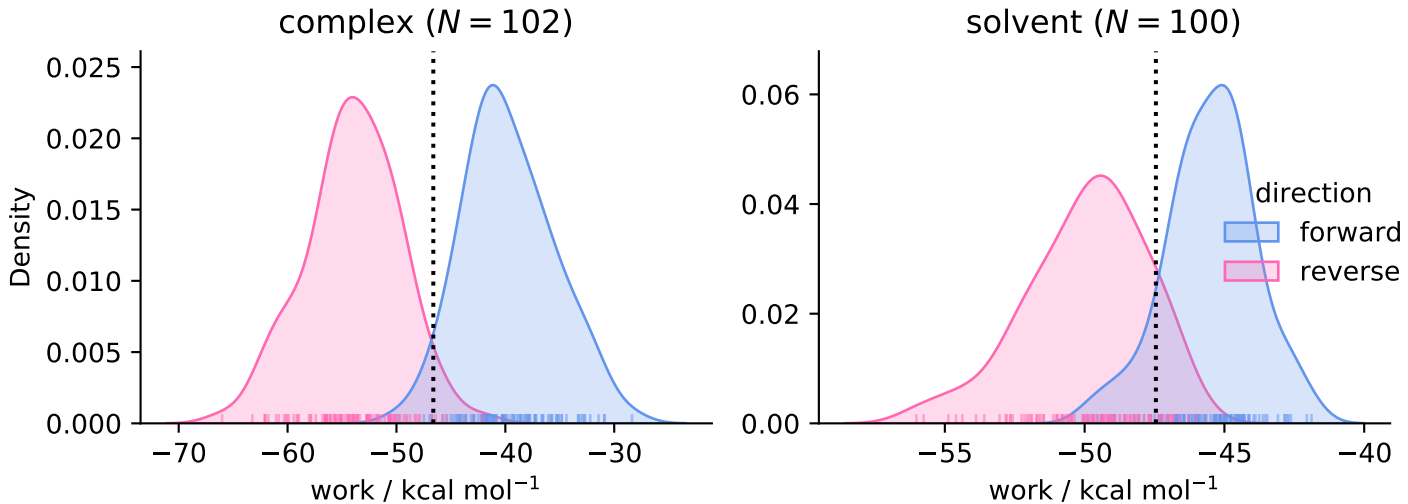 complex (N = 102)
0.025
0.020
0.015
0.010
0.005
0.000
Density
−70 −60 −50 −40 −30
work / kcal mol⁻¹
solvent (N = 100)
0.06
0.04
0.02
0.00
−55 −50 −45 −40
work / kcal mol⁻¹
direction
forward
reverse